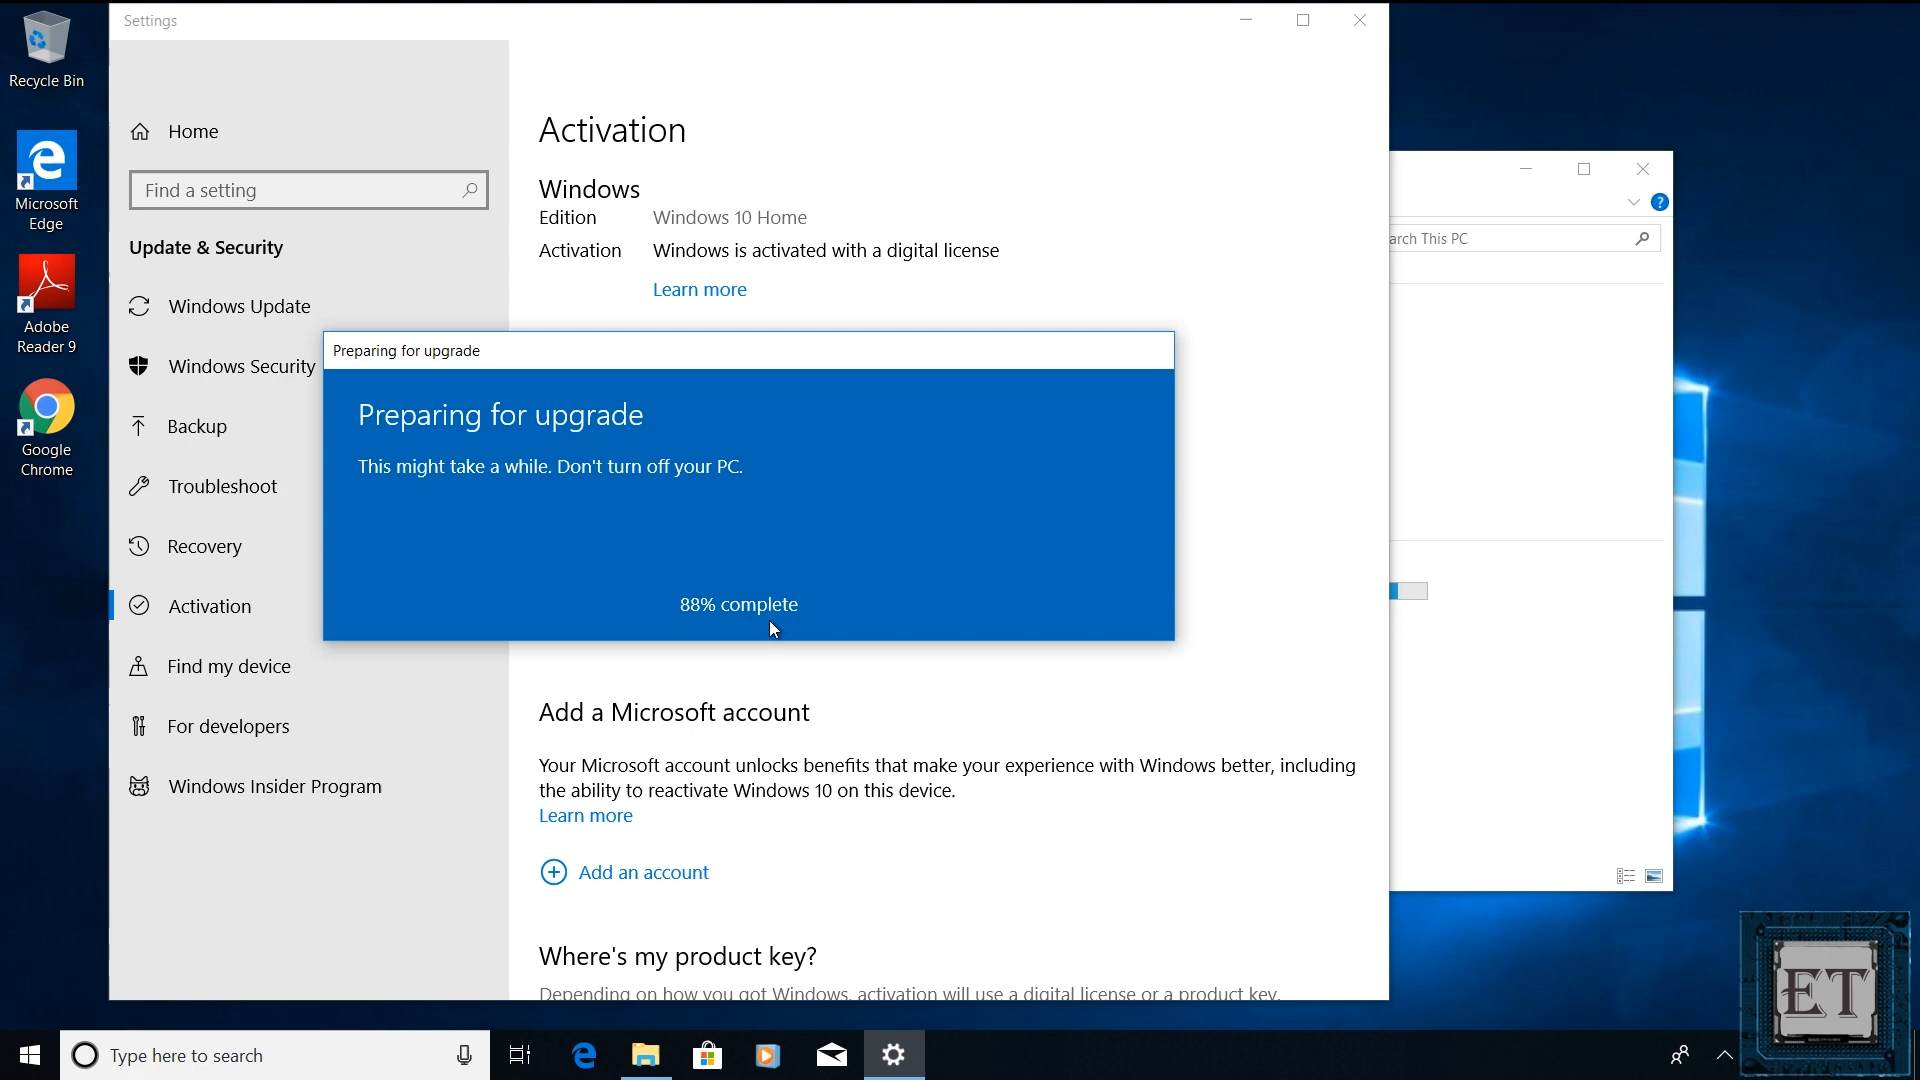 Recycle Bin
Microsoft
Edge
Adobe
Reader 9
Google
Chrome
Settings
Home
Find a setting
Update & Security
Windows Update
Windows Security
Backup
Troubleshoot
Recovery
Activation
Find my device
For developers
Windows Insider Program
Activation
Windows
Edition Windows 10 Home
Activation Windows is activated with a digital license
Learn more
Preparing for upgrade
Preparing for upgrade
This might take a while. Don't turn off your PC.
88% complete
Add a Microsoft account
Your Microsoft account unlocks benefits that make your experience with Windows better, including
the ability to reactivate Windows 10 on this device.
Learn more
Add an account
Where's my product key?
Depending on how you got Windows, activation will use a digital license or a product key.
?
arch This PC
ET
Type here to search